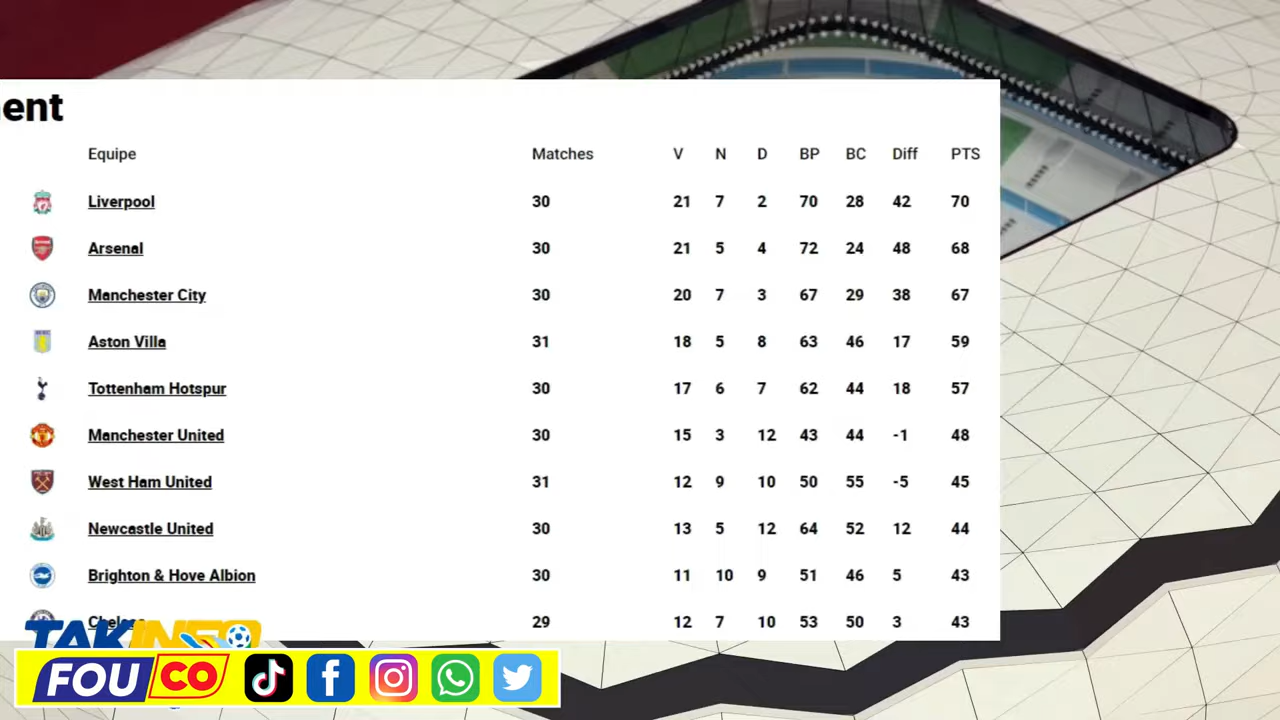 ent
Equipe Matches V N D BP BC Diff PTS
Liverpool 30 21 7 2 70 28 42 70
Arsenal 30 21 5 4 72 24 48 68
Manchester City 30 20 7 3 67 29 38 67
Aston Villa 31 18 5 8 63 46 17 59
Tottenham Hotspur 30 17 6 7 62 44 18 57
Manchester United 30 15 3 12 43 44 -1 48
West Ham United 31 12 9 10 50 55 -5 45
Newcastle United 30 13 5 12 64 52 12 44
Brighton & Hove Albion 30 11 10 9 51 46 5 43
Chelsea 29 12 7 10 53 50 3 43
TAKINFO
FOUCO